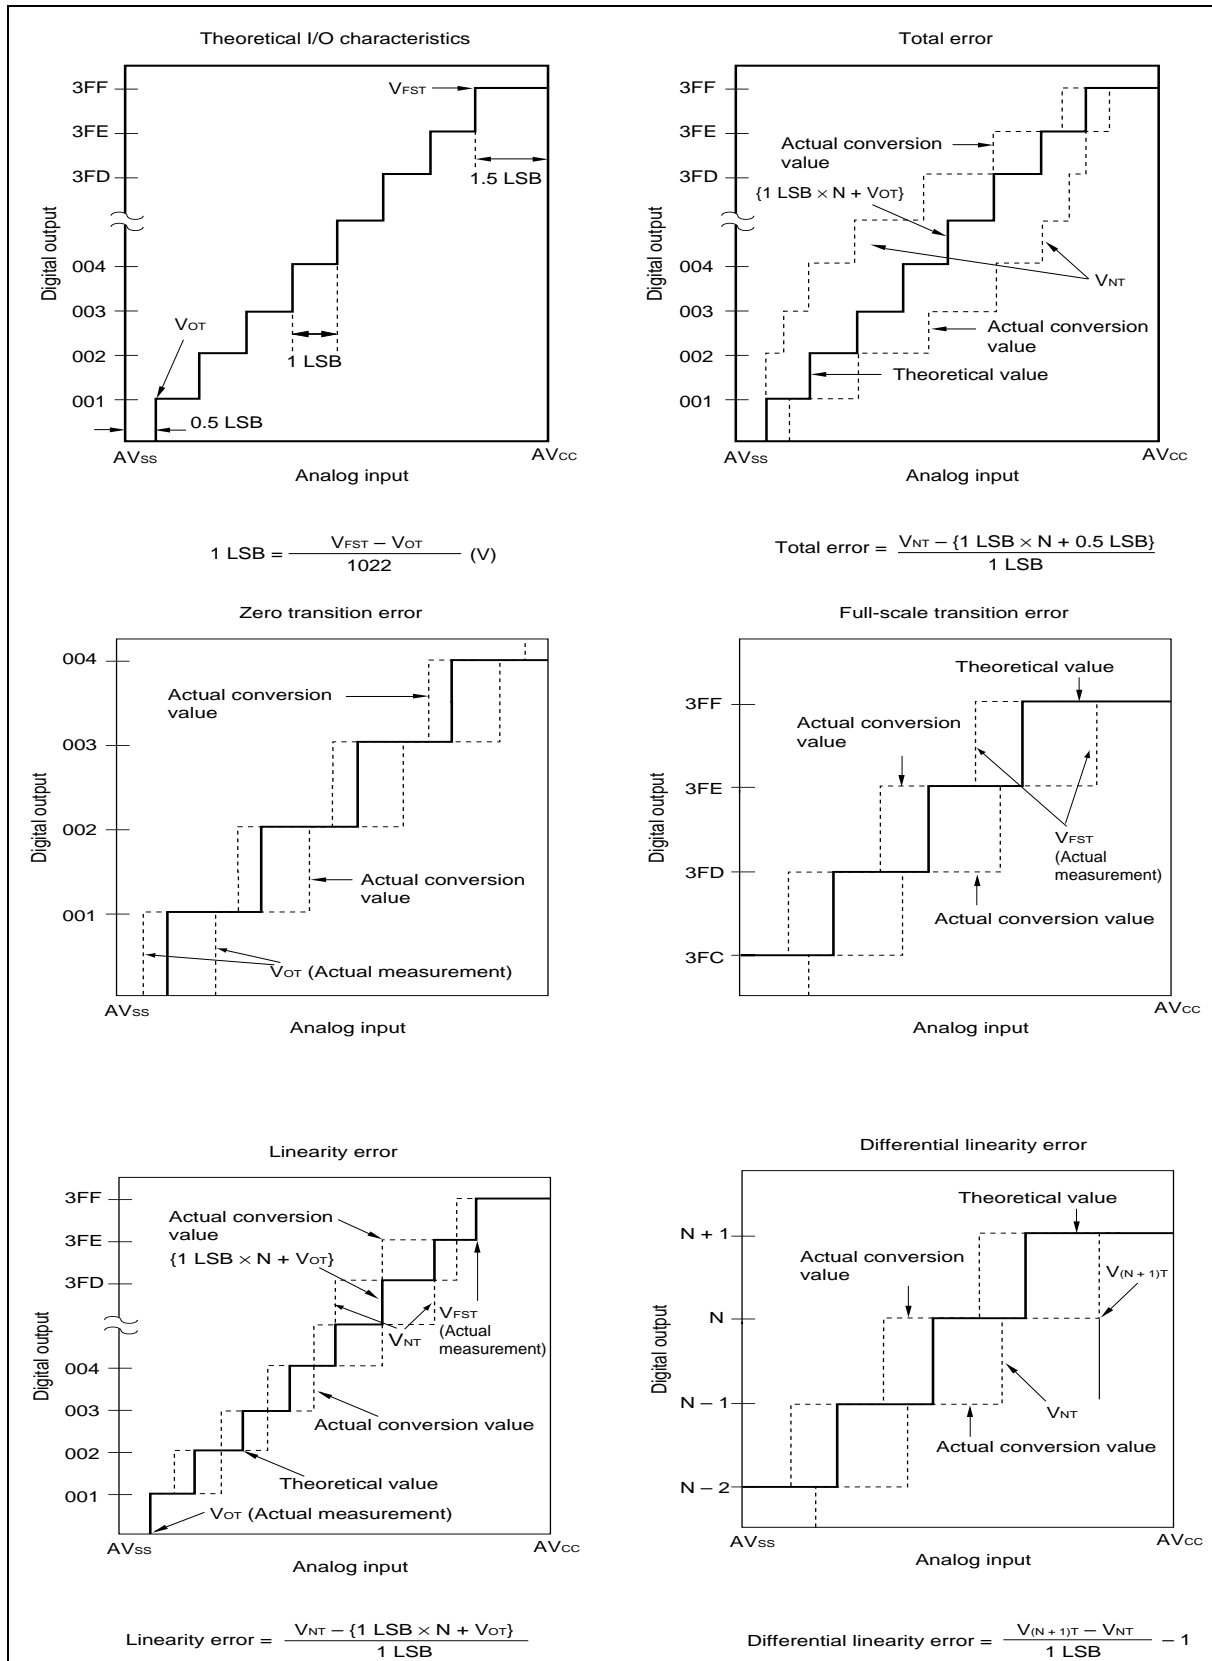 Theoretical I/O characteristics
3FF
3FE
3FD
004
003
002
001
Digital output
VFST
1.5 LSB
VOT
1 LSB
0.5 LSB
AVSS
AVCC
Analog input
1 LSB = VFST – VOT / 1022 (V)
Total error
3FF
3FE
3FD
004
003
002
001
Digital output
Actual conversion
value
{1 LSB × N + VOT}
VNT
Actual conversion
value
Theoretical value
AVSS
AVCC
Analog input
Total error = VNT – {1 LSB × N + 0.5 LSB} / 1 LSB
Zero transition error
004
003
002
001
Digital output
Actual conversion
value
Actual conversion
value
VOT (Actual measurement)
AVSS
Analog input
Full-scale transition error
3FF
3FE
3FD
3FC
Digital output
Theoretical value
Actual conversion
value
VFST
(Actual
measurement)
Actual conversion value
AVCC
Analog input
Linearity error
3FF
3FE
3FD
004
003
002
001
Digital output
Actual conversion
value
{1 LSB × N + VOT}
VFST
(Actual
measurement)
VNT
Actual conversion value
Theoretical value
VOT (Actual measurement)
AVSS
AVCC
Analog input
Linearity error = VNT – {1 LSB × N + VOT} / 1 LSB
Differential linearity error
N + 1
N
N – 1
N – 2
Digital output
Theoretical value
Actual conversion
value
V(N + 1)T
VNT
Actual conversion value
AVSS
AVCC
Analog input
Differential linearity error = V(N + 1)T – VNT / 1 LSB – 1